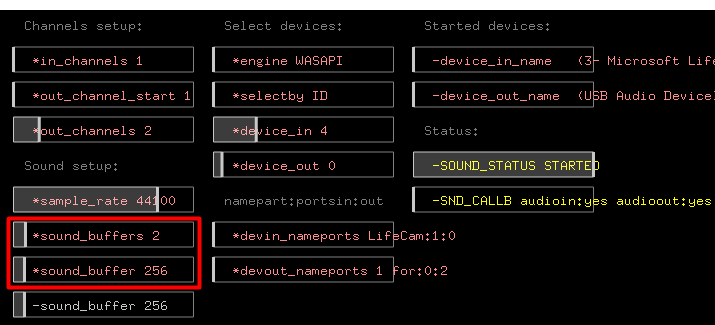 Channels setup:
*in_channels 1
*out_channel_start 1
*out_channels 2
Sound setup:
*sample_rate 44100
*sound_buffers 2
*sound_buffer 256
-sound_buffer 256
Select devices:
*engine WASAPI
*selectby ID
*device_in 4
*device_out 0
namepart:portsin:out
*devin_nameports LifeCam:1:0
*devout_nameports 1 for:0:2
Started devices:
-device_in_name (3- Microsoft Life
-device_out_name (USB Audio Device)
Status:
-SOUND_STATUS STARTED
-SND_CALLB audioin:yes audioout:yes